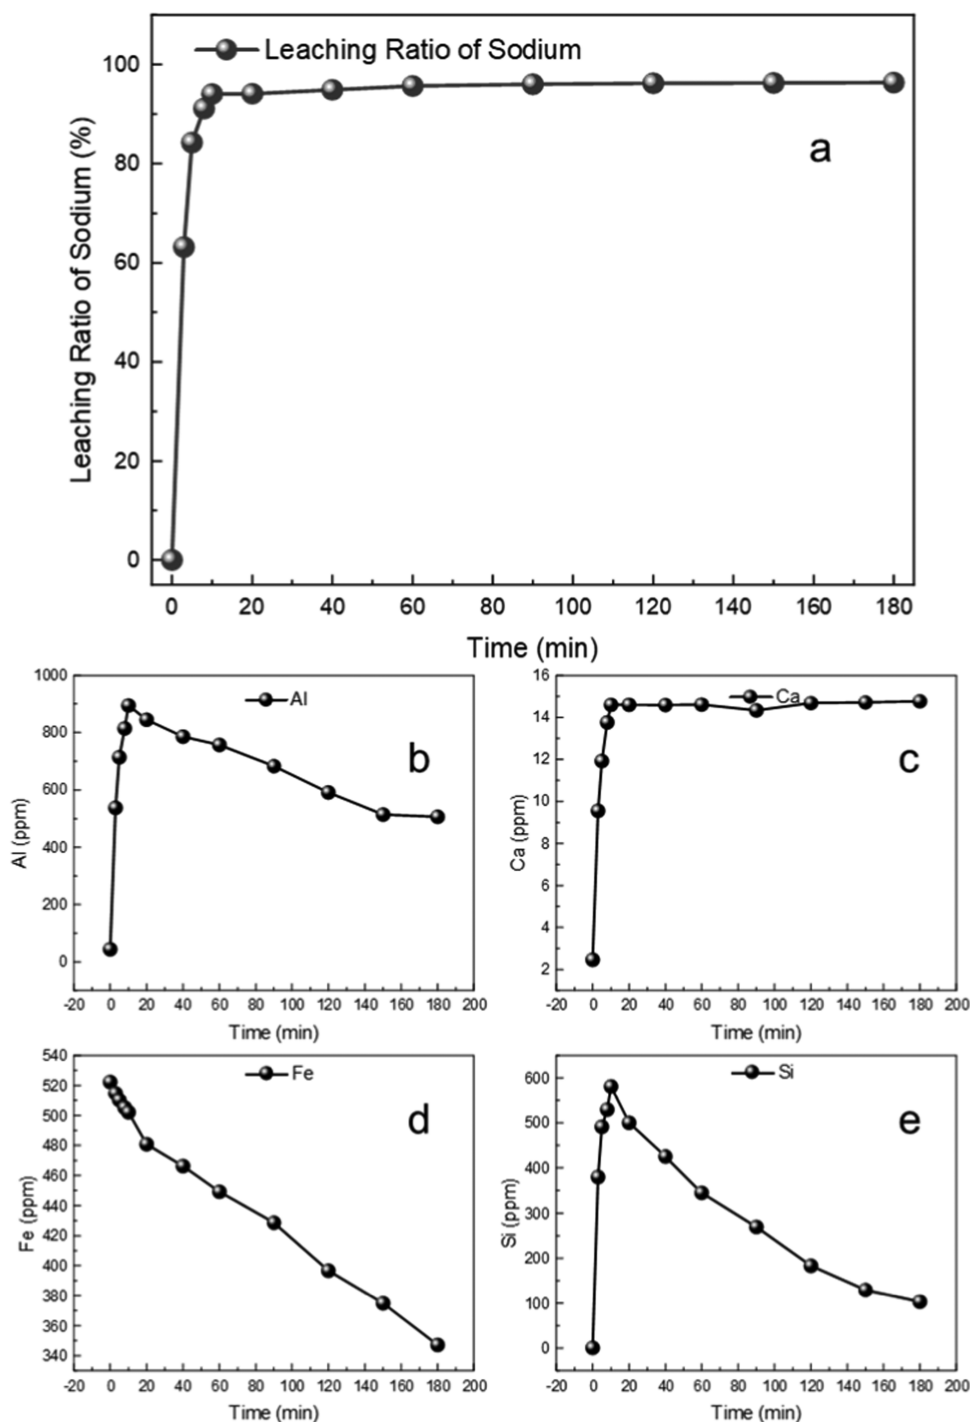 Leaching Ratio of Sodium
100
80
60
40
20
0
Leaching Ratio of Sodium (%)
a
0 20 40 60 80 100 120 140 160 180
Time (min)
Al
1000
800
600
400
200
0
Al (ppm)
b
-20 0 20 40 60 80 100 120 140 160 180 200
Time (min)
Ca
16
14
12
10
8
6
4
2
Ca (ppm)
c
-20 0 20 40 60 80 100 120 140 160 180 200
Time (min)
Fe
540
520
500
480
460
440
420
400
380
360
340
Fe (ppm)
d
-20 0 20 40 60 80 100 120 140 160 180 200
Time (min)
Si
600
500
400
300
200
100
0
Si (ppm)
e
-20 0 20 40 60 80 100 120 140 160 180 200
Time (min)